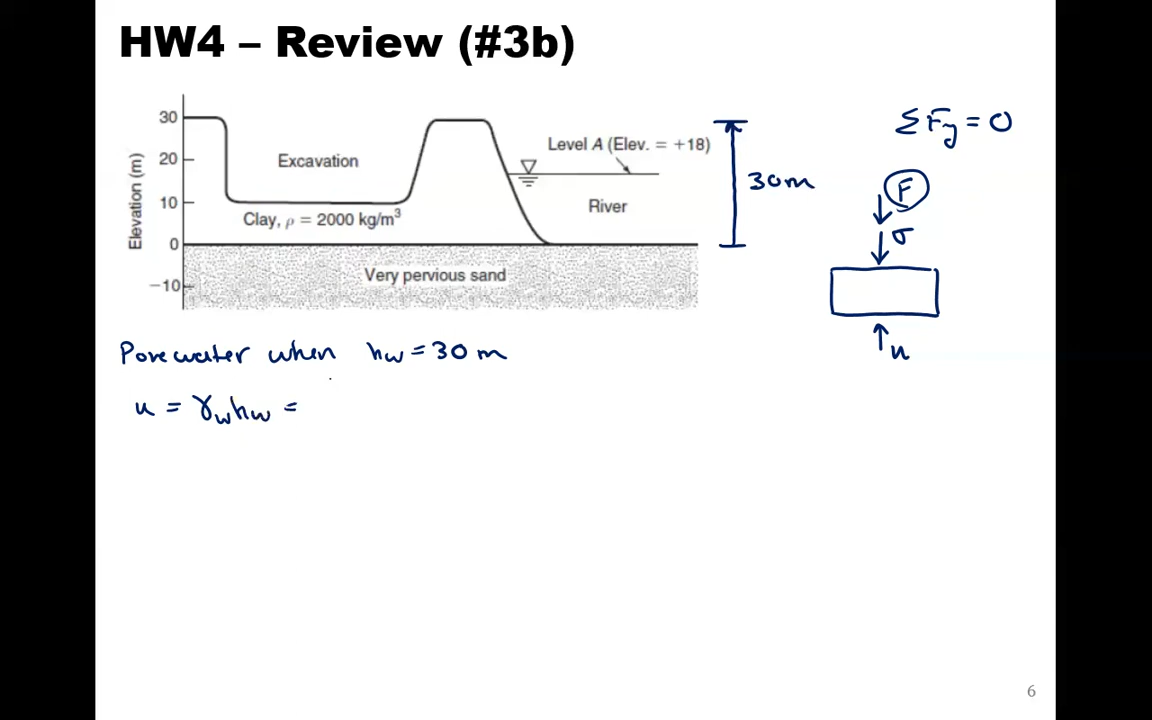 HW4 – Review (#3b)
30
20
10
0
−10
Elevation (m)
Excavation
Clay, ρ = 2000 kg/m³
Level A (Elev. = +18)
River
Very pervious sand
30m
ΣFy = 0
F
σ
u
Porewater when hw = 30 m
u = γwhw =
6